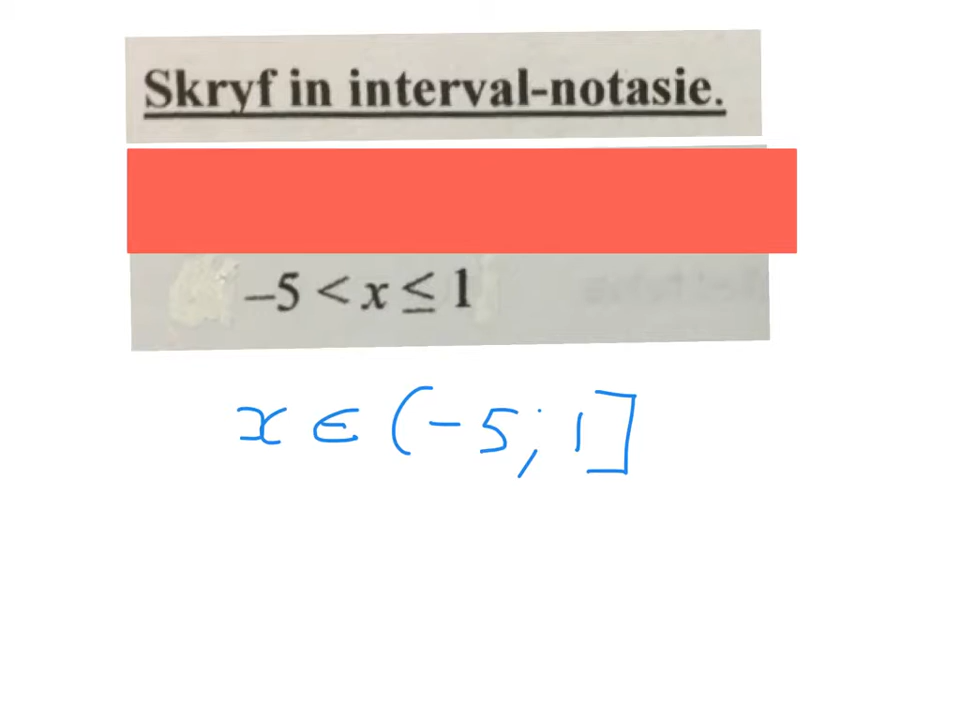 Skryf in interval-notasie.
–5 < x ≤ 1
x ∈ (-5; 1]